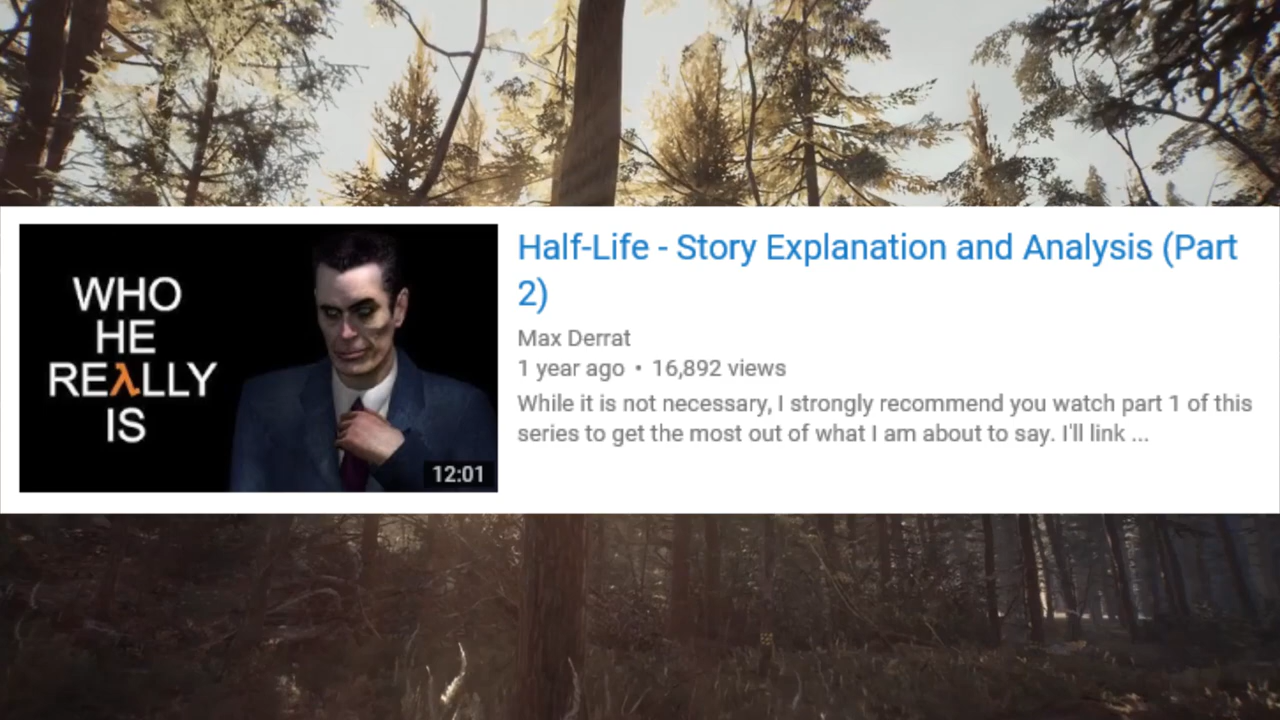 WHO
HE
REλLLY
IS
12:01
Half-Life - Story Explanation and Analysis (Part
2)
Max Derrat
1 year ago • 16,892 views
While it is not necessary, I strongly recommend you watch part 1 of this
series to get the most out of what I am about to say. I'll link ...